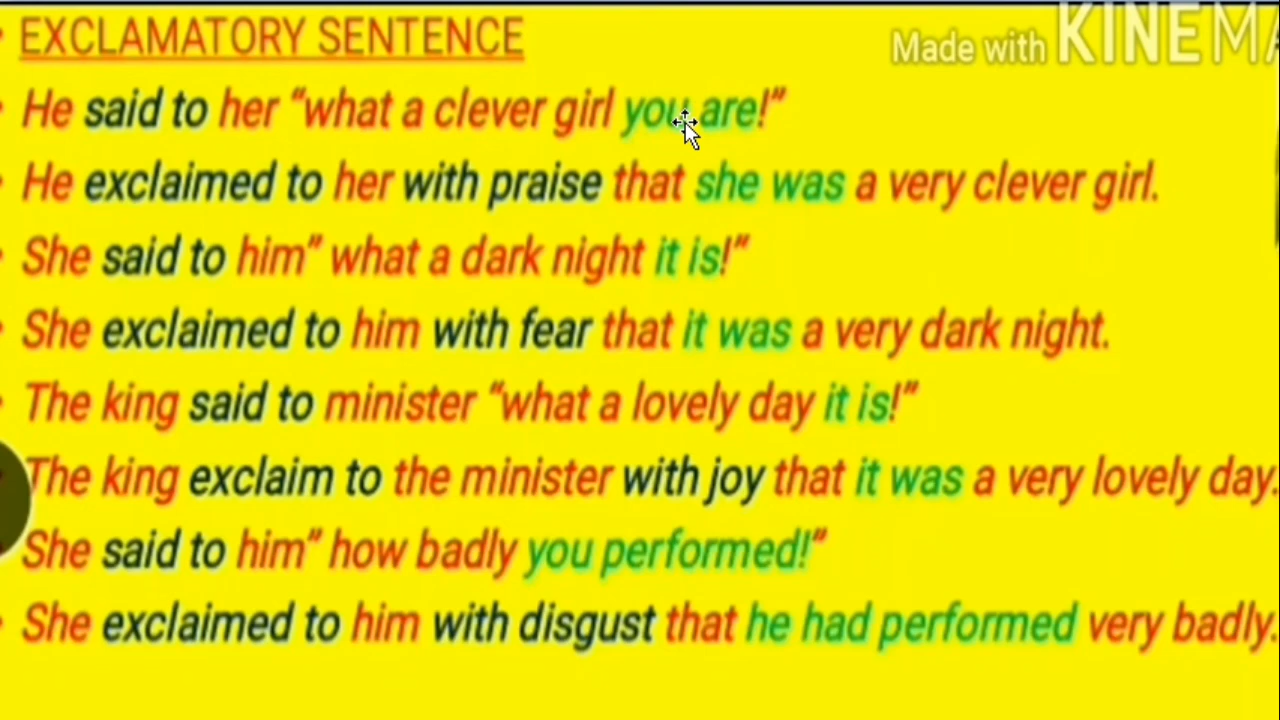 EXCLAMATORY SENTENCE
Made with KINEMA
He said to her “what a clever girl you are!”
He exclaimed to her with praise that she was a very clever girl.
She said to him” what a dark night it is!”
She exclaimed to him with fear that it was a very dark night.
The king said to minister “what a lovely day it is!”
The king exclaim to the minister with joy that it was a very lovely day.
She said to him” how badly you performed!”
She exclaimed to him with disgust that he had performed very badly.